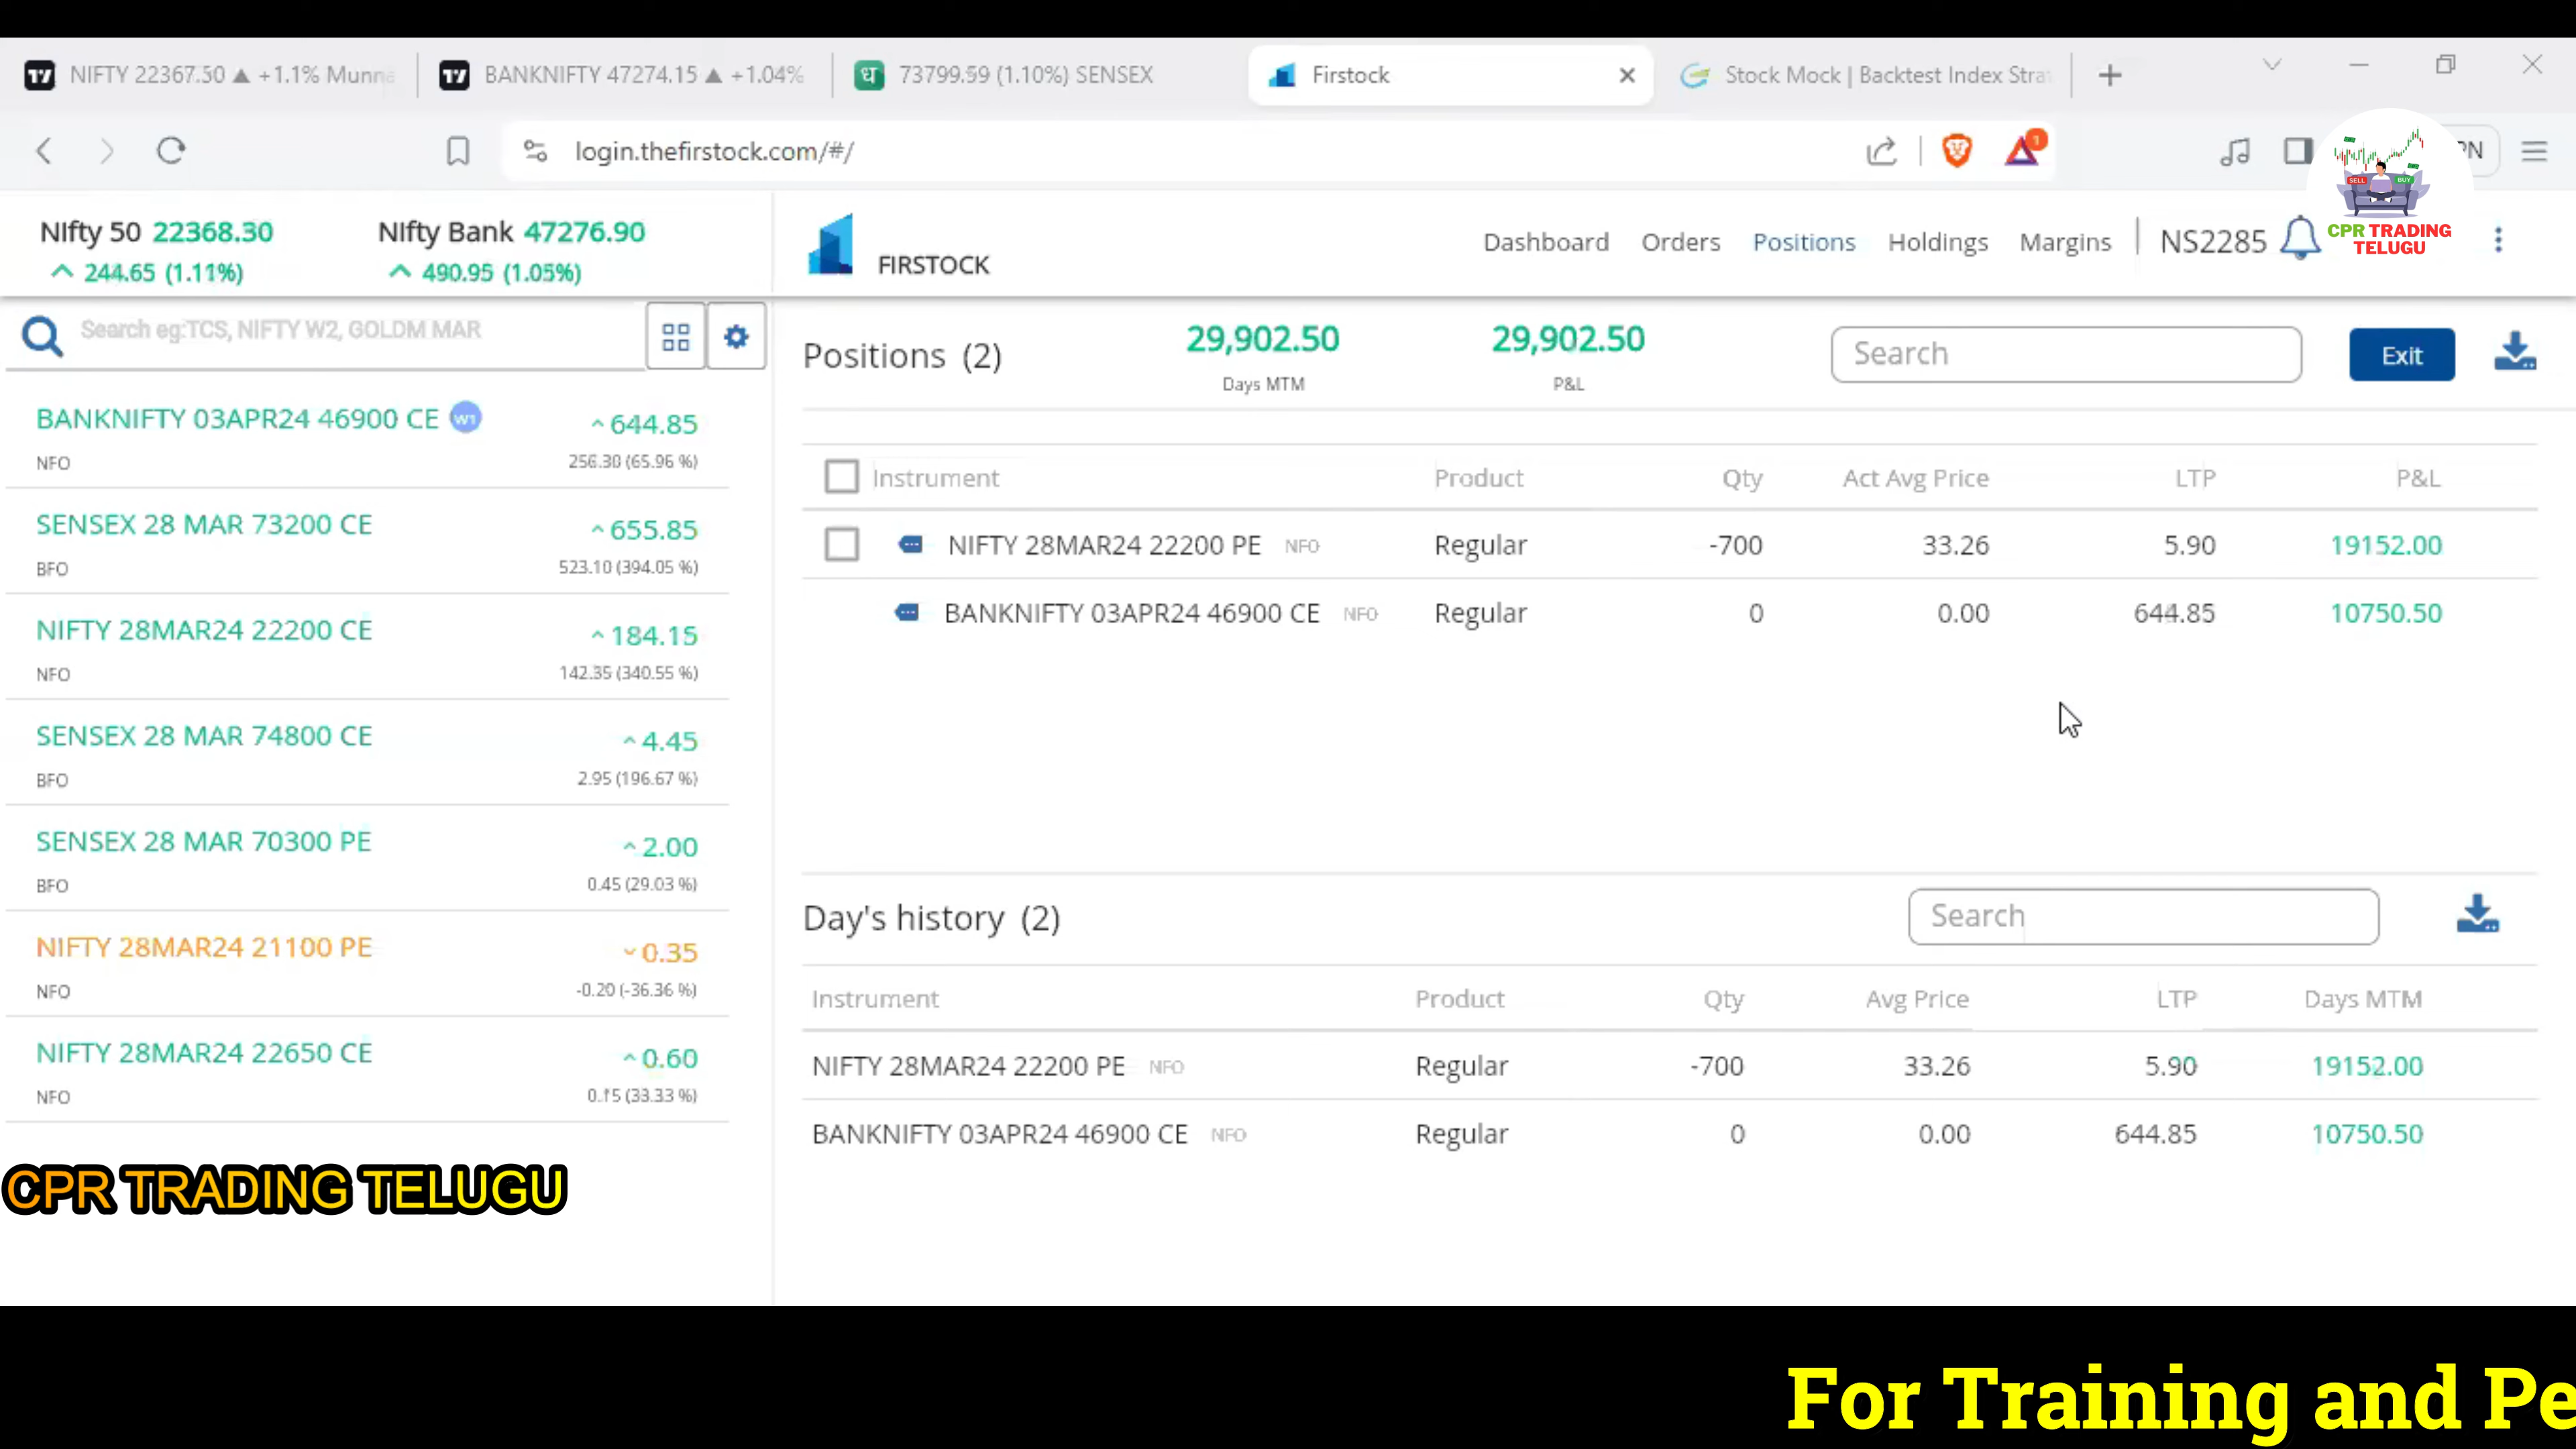 NIFTY 22367.50 ▲ +1.1% Munna
BANKNIFTY 47274.15 ▲ +1.04%
73799.59 (1.10%) SENSEX
Firstock
Stock Mock | Backtest Index Stra
login.thefirstock.com/#/
1
SELL BUY
CPR TRADING
TELUGU
NIfty 50 22368.30
244.65 (1.11%)
NIfty Bank 47276.90
490.95 (1.05%)
FIRSTOCK
Dashboard Orders Positions Holdings Margins NS2285
Search eg:TCS, NIFTY W2, GOLDM MAR
BANKNIFTY 03APR24 46900 CE W1 644.85
NFO 256.30 (65.96 %)
SENSEX 28 MAR 73200 CE 655.85
BFO 523.10 (394.05 %)
NIFTY 28MAR24 22200 CE 184.15
NFO 142.35 (340.55 %)
SENSEX 28 MAR 74800 CE 4.45
BFO 2.95 (196.67 %)
SENSEX 28 MAR 70300 PE 2.00
BFO 0.45 (29.03 %)
NIFTY 28MAR24 21100 PE 0.35
NFO -0.20 (-36.36 %)
NIFTY 28MAR24 22650 CE 0.60
NFO 0.15 (33.33 %)
CPR TRADING TELUGU
Positions (2)
29,902.50
Days MTM
29,902.50
P&L
Search
Exit
Instrument Product Qty Act Avg Price LTP P&L
NIFTY 28MAR24 22200 PE NFO Regular -700 33.26 5.90 19152.00
BANKNIFTY 03APR24 46900 CE NFO Regular 0 0.00 644.85 10750.50
Day's history (2)
Search
Instrument Product Qty Avg Price LTP Days MTM
NIFTY 28MAR24 22200 PE NFO Regular -700 33.26 5.90 19152.00
BANKNIFTY 03APR24 46900 CE NFO Regular 0 0.00 644.85 10750.50
For Training and Pe